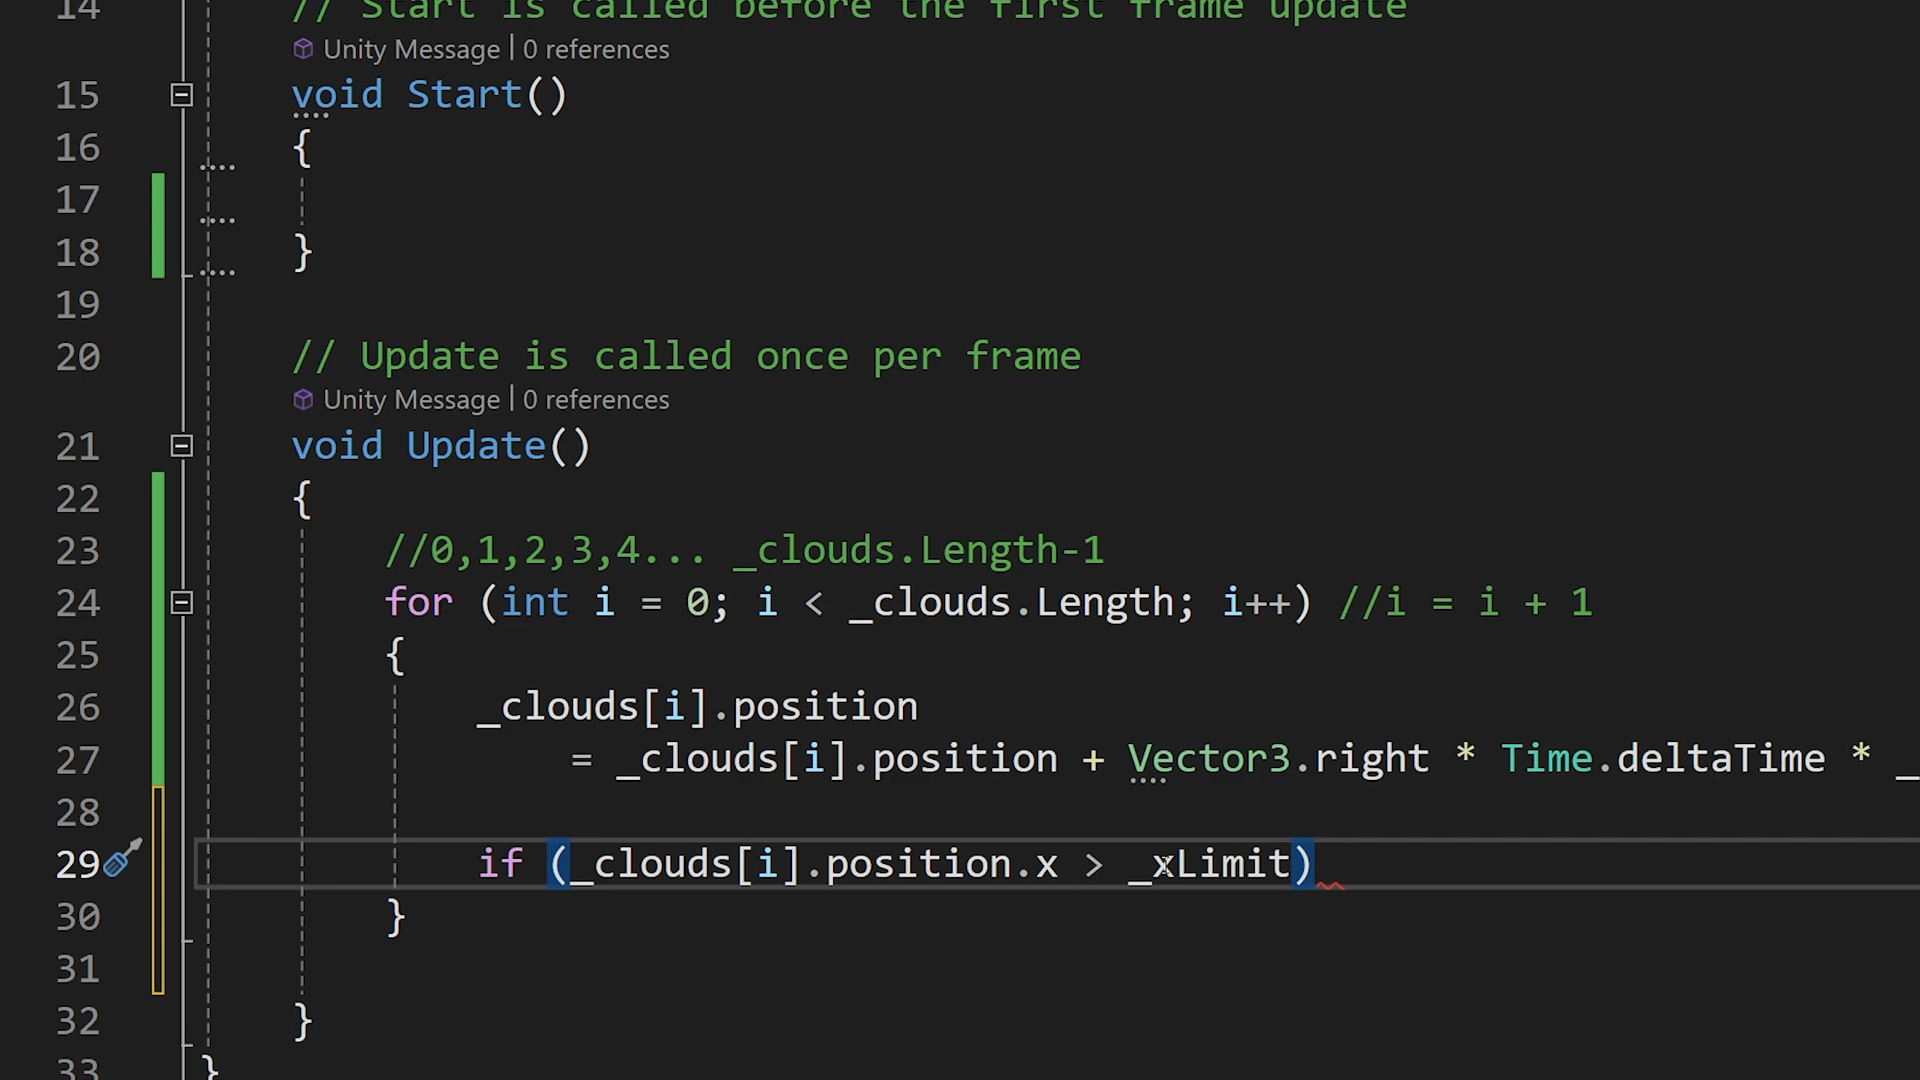 14 // Start is called before the first frame update
Unity Message | 0 references
15 void Start()
16 {
17
18 }
19
20 // Update is called once per frame
Unity Message | 0 references
21 void Update()
22 {
23 //0,1,2,3,4... _clouds.Length-1
24 for (int i = 0; i < _clouds.Length; i++) //i = i + 1
25 {
26 _clouds[i].position
27 = _clouds[i].position + Vector3.right * Time.deltaTime * _
28
29 if (_clouds[i].position.x > _xLimit)
30 }
31
32 }
33 }